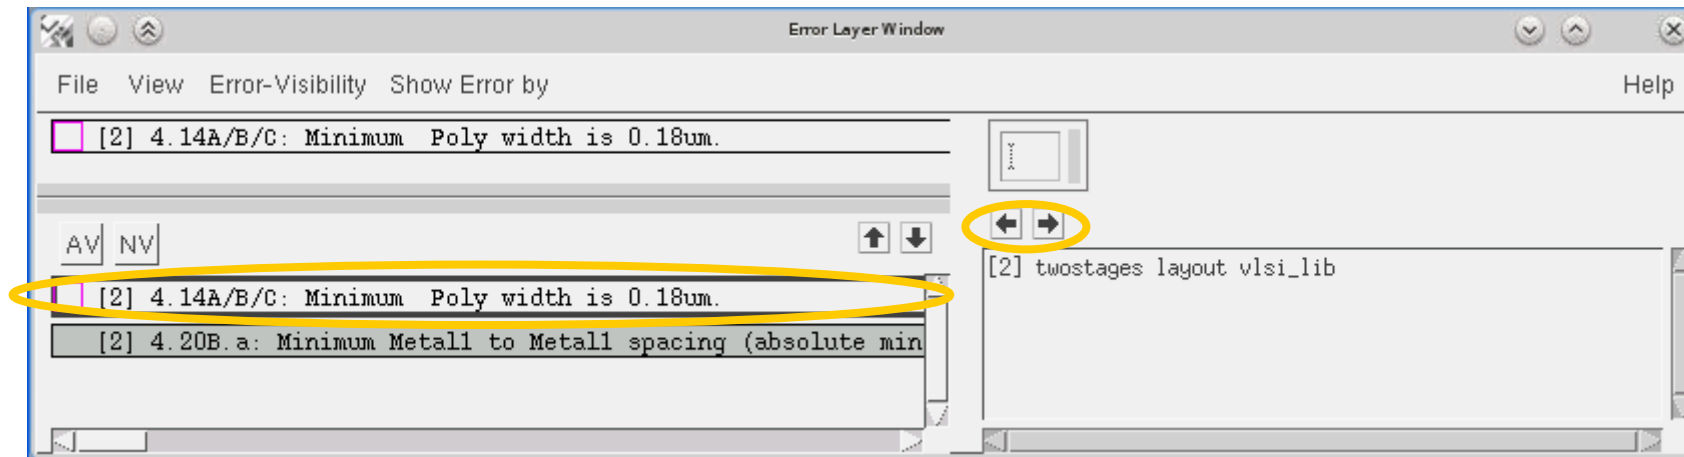 Error Layer Window
File View Error-Visibility Show Error by Help
[2] 4.14A/B/C: Minimum  Poly width is 0.18um.
AV NV
[2] 4.14A/B/C: Minimum  Poly width is 0.18um.
[2] 4.20B.a: Minimum Metal1 to Metal1 spacing (absolute min
[2] twostages layout vlsi_lib